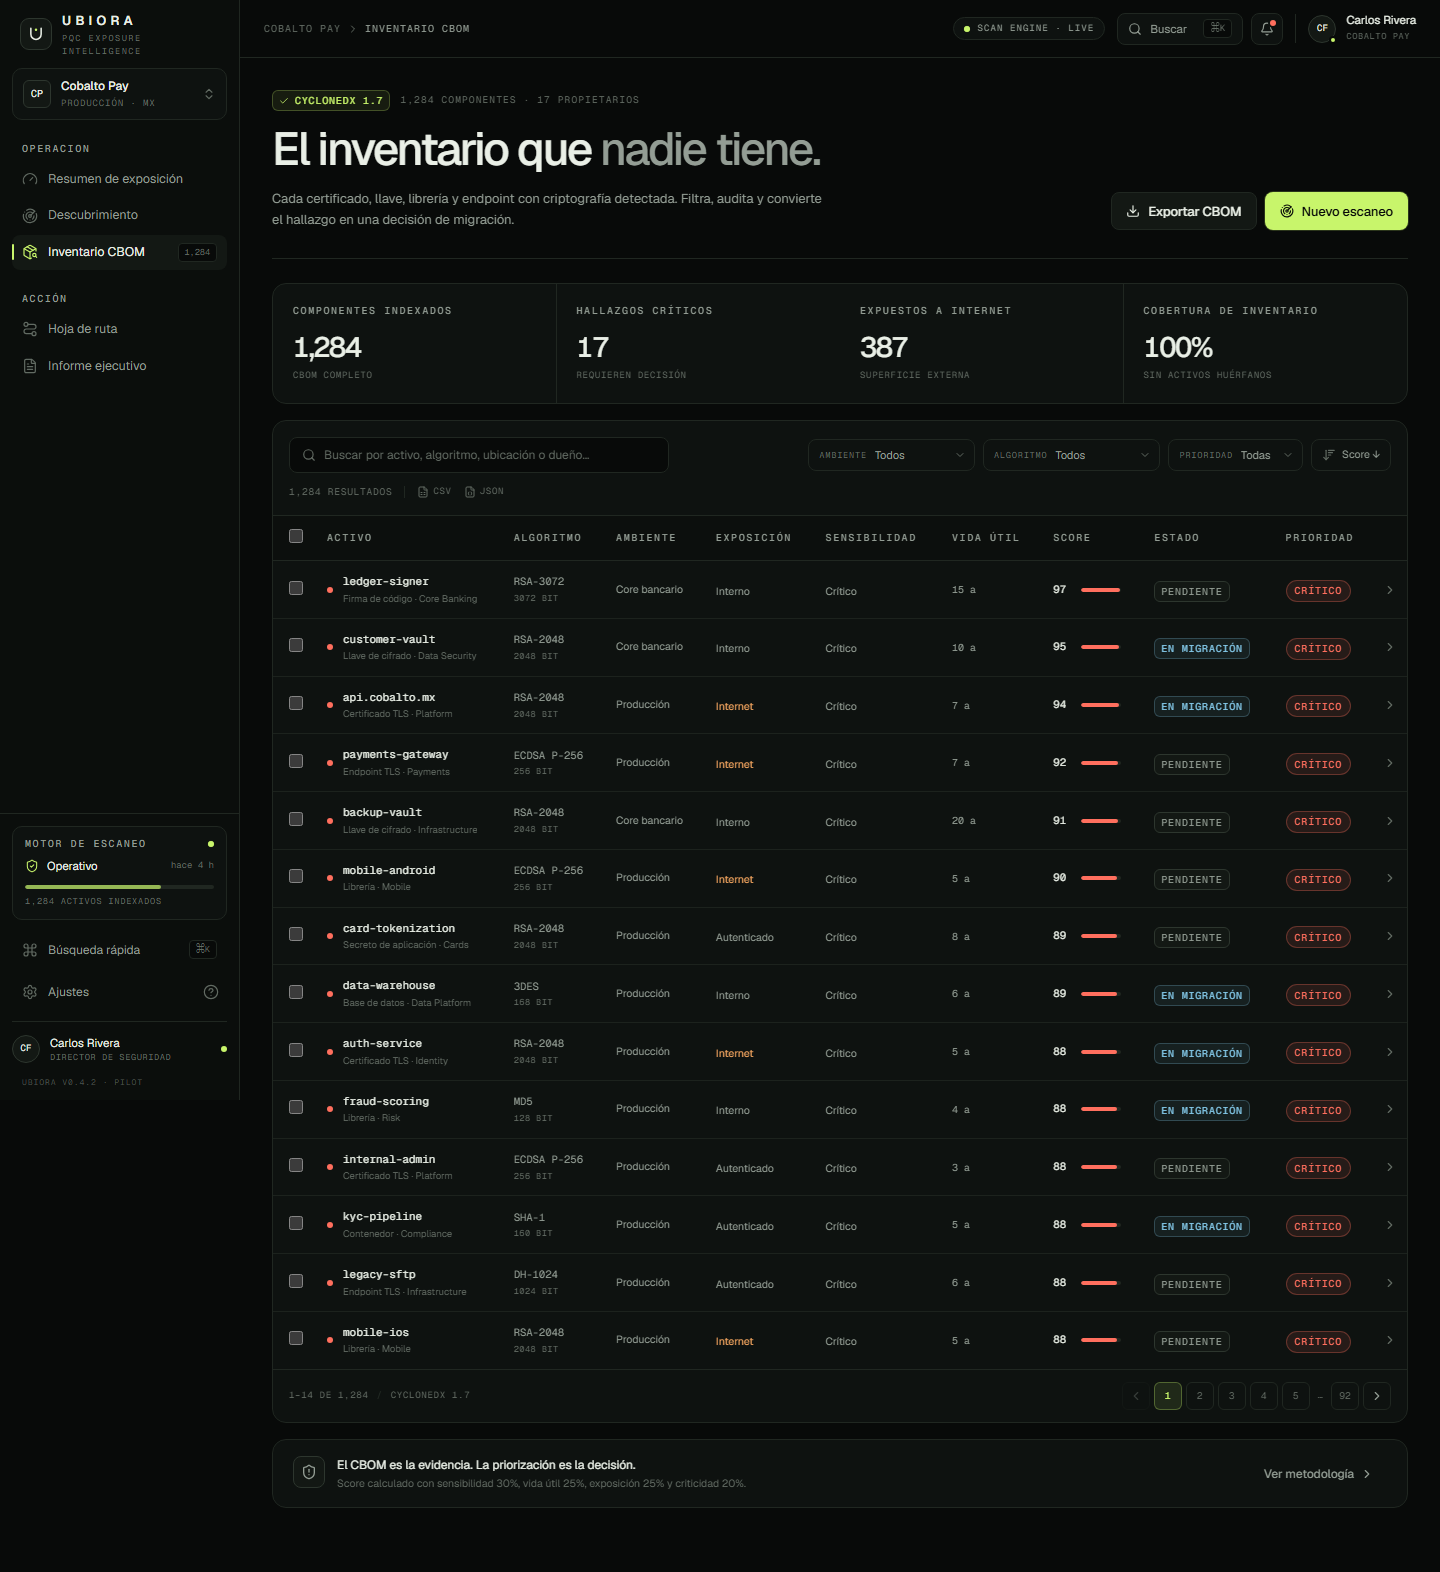 UBIORA
PQC EXPOSURE
INTELLIGENCE
CP
Cobalto Pay
PRODUCCIÓN · MX
OPERACION
Resumen de exposición
Descubrimiento
Inventario CBOM 1,284
ACCIÓN
Hoja de ruta
Informe ejecutivo
MOTOR DE ESCANEO
Operativo hace 4 h
1,284 ACTIVOS INDEXADOS
Búsqueda rápida ⌘K
Ajustes
CF
Carlos Rivera
DIRECTOR DE SEGURIDAD
UBIORA V0.4.2 · PILOT
COBALTO PAY > INVENTARIO CBOM
SCAN ENGINE · LIVE
Buscar ⌘K
CF
Carlos Rivera
COBALTO PAY
CYCLONEDX 1.7 1,284 COMPONENTES · 17 PROPIETARIOS
El inventario que nadie tiene.
Cada certificado, llave, librería y endpoint con criptografía detectada. Filtra, audita y convierte
el hallazgo en una decisión de migración.
Exportar CBOM
Nuevo escaneo
COMPONENTES INDEXADOS
1,284
CBOM COMPLETO
HALLAZGOS CRÍTICOS
17
REQUIEREN DECISIÓN
EXPUESTOS A INTERNET
387
SUPERFICIE EXTERNA
COBERTURA DE INVENTARIO
100%
SIN ACTIVOS HUÉRFANOS
Buscar por activo, algoritmo, ubicación o dueño…
AMBIENTE Todos
ALGORITMO Todos
PRIORIDAD Todas
Score ↓
1,284 RESULTADOS CSV JSON
ACTIVO ALGORITMO AMBIENTE EXPOSICIÓN SENSIBILIDAD VIDA ÚTIL SCORE ESTADO PRIORIDAD
ledger-signer RSA-3072 Core bancario Interno Crítico 15 a 97 PENDIENTE CRÍTICO
Firma de código · Core Banking 3072 BIT
customer-vault RSA-2048 Core bancario Interno Crítico 10 a 95 EN MIGRACIÓN CRÍTICO
Llave de cifrado · Data Security 2048 BIT
api.cobalto.mx RSA-2048 Producción Internet Crítico 7 a 94 EN MIGRACIÓN CRÍTICO
Certificado TLS · Platform 2048 BIT
payments-gateway ECDSA P-256 Producción Internet Crítico 7 a 92 PENDIENTE CRÍTICO
Endpoint TLS · Payments 256 BIT
backup-vault RSA-2048 Core bancario Interno Crítico 20 a 91 PENDIENTE CRÍTICO
Llave de cifrado · Infrastructure 2048 BIT
mobile-android ECDSA P-256 Producción Internet Crítico 5 a 90 PENDIENTE CRÍTICO
Librería · Mobile 256 BIT
card-tokenization RSA-2048 Producción Autenticado Crítico 8 a 89 PENDIENTE CRÍTICO
Secreto de aplicación · Cards 2048 BIT
data-warehouse 3DES Producción Interno Crítico 6 a 89 EN MIGRACIÓN CRÍTICO
Base de datos · Data Platform 168 BIT
auth-service RSA-2048 Producción Internet Crítico 5 a 88 EN MIGRACIÓN CRÍTICO
Certificado TLS · Identity 2048 BIT
fraud-scoring MD5 Producción Interno Crítico 4 a 88 EN MIGRACIÓN CRÍTICO
Librería · Risk 128 BIT
internal-admin ECDSA P-256 Producción Autenticado Crítico 3 a 88 PENDIENTE CRÍTICO
Certificado TLS · Platform 256 BIT
kyc-pipeline SHA-1 Producción Autenticado Crítico 5 a 88 EN MIGRACIÓN CRÍTICO
Contenedor · Compliance 160 BIT
legacy-sftp DH-1024 Producción Autenticado Crítico 6 a 88 PENDIENTE CRÍTICO
Endpoint TLS · Infrastructure 1024 BIT
mobile-ios RSA-2048 Producción Internet Crítico 5 a 88 PENDIENTE CRÍTICO
Librería · Mobile 2048 BIT
1–14 DE 1,284 / CYCLONEDX 1.7
1 2 3 4 5 … 92
El CBOM es la evidencia. La priorización es la decisión.
Score calculado con sensibilidad 30%, vida útil 25%, exposición 25% y criticidad 20%.
Ver metodología